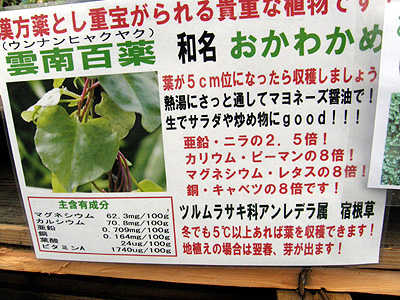 漢方薬とし重宝がられる貴重な植物です
(ウンナンヒャクヤク)
雲南百薬 和名 おかわかめ
葉が5cm位になったら収穫しましょう
熱湯にさっと通してマヨネーズ醤油で!
生でサラダや炒め物にgood!!!
亜鉛・ニラの2.5倍!
カリウム・ピーマンの8倍!
マグネシウム・レタスの8倍!
銅・キャベツの8倍です!
主含有成分
マグネシウム 62.3mg/100g
カルシウム 70.8mg/100g
亜鉛 0.709mg/100g
銅 0.164mg/100g
葉酸 24ug/100g
ビタミンA 1740ug/100g
ツルムラサキ科アンレデラ属 宿根草
冬でも5℃以上あれば葉を収穫できます!
地植えの場合は翌春、芽が出ます!